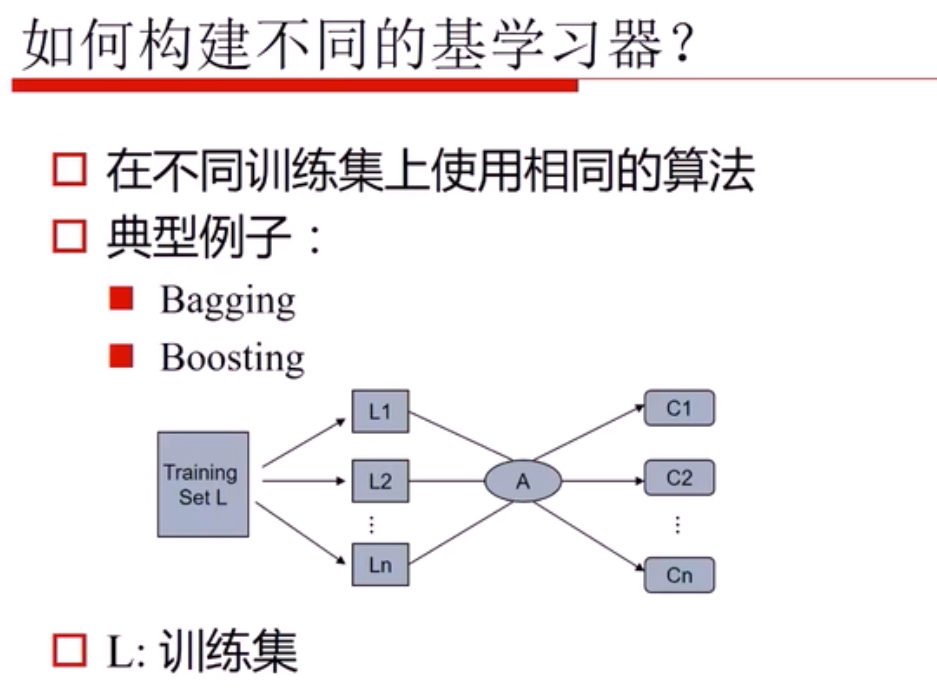 如何构建不同的基学习器？
在不同训练集上使用相同的算法
典型例子：
Bagging
Boosting
Training
Set L
L1
L2
Ln
A
C1
C2
Cn
L: 训练集